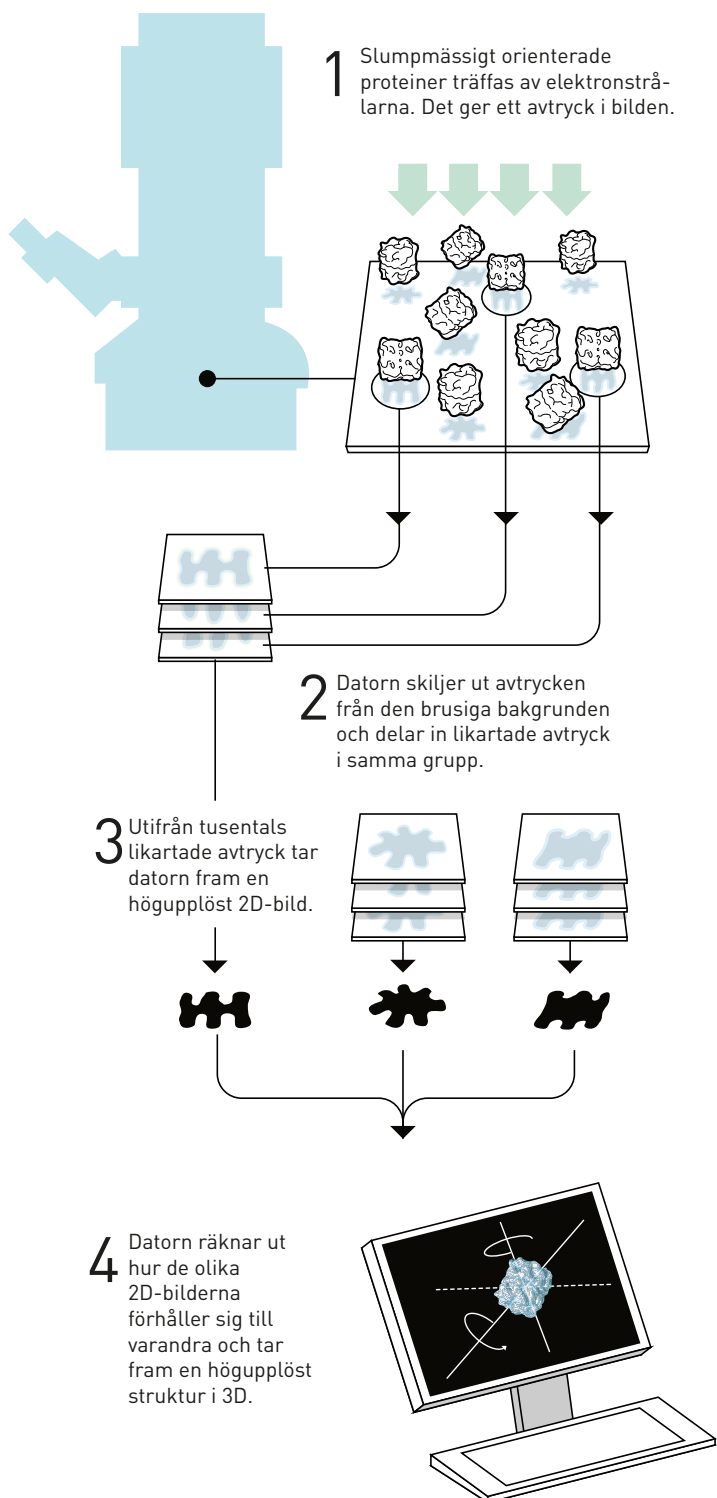 1 Slumpmässigt orienterade
proteiner träffas av elektronstrå-
larna. Det ger ett avtryck i bilden.
2 Datorn skiljer ut avtrycken
från den brusiga bakgrunden
och delar in likartade avtryck
i samma grupp.
3 Utifrån tusentals
likartade avtryck tar
datorn fram en
högupplöst 2D-bild.
4 Datorn räknar ut
hur de olika
2D-bilderna
förhåller sig till
varandra och tar
fram en högupplöst
struktur i 3D.